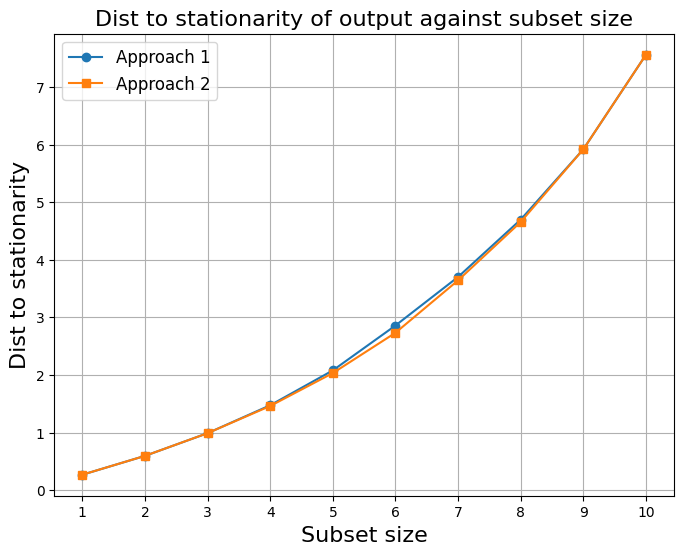 Dist to stationarity of output against subset size
Approach 1
Approach 2
Dist to stationarity
7
6
5
4
3
2
1
0
1 2 3 4 5 6 7 8 9 10
Subset size